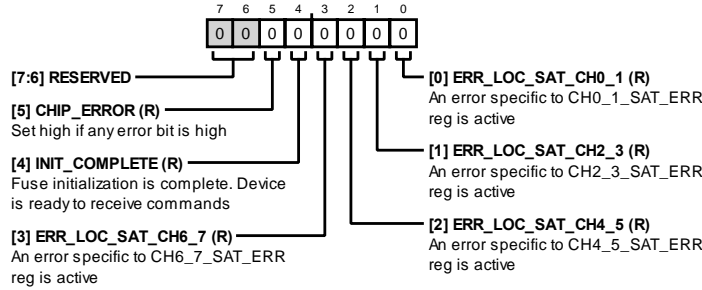 7 6 5 4 3 2 1 0
0 0 0 0 0 0 0 0
[7:6] RESERVED
[5] CHIP_ERROR (R)
Set high if any error bit is high
[4] INIT_COMPLETE (R)
Fuse initialization is complete. Device
is ready to receive commands
[3] ERR_LOC_SAT_CH6_7 (R)
An error specific to CH6_7_SAT_ERR
reg is active
[0] ERR_LOC_SAT_CH0_1 (R)
An error specific to CH0_1_SAT_ERR
reg is active
[1] ERR_LOC_SAT_CH2_3 (R)
An error specific to CH2_3_SAT_ERR
reg is active
[2] ERR_LOC_SAT_CH4_5 (R)
An error specific to CH4_5_SAT_ERR
reg is active